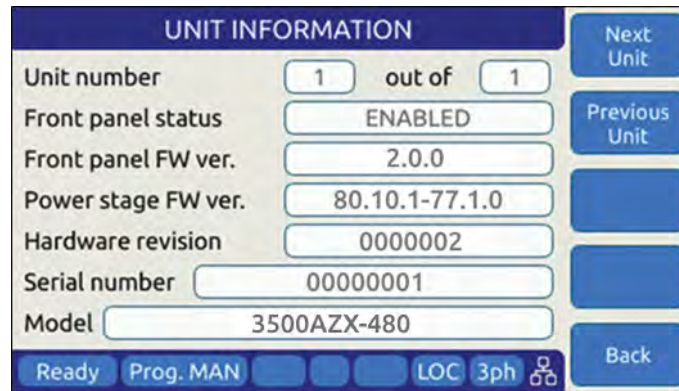 UNIT INFORMATION
Next
Unit
Unit number 1 out of 1
Front panel status ENABLED
Previous
Unit
Front panel FW ver. 2.0.0
Power stage FW ver. 80.10.1-77.1.0
Hardware revision 0000002
Serial number 00000001
Model 3500AZX-480
Back
Ready Prog. MAN LOC 3ph